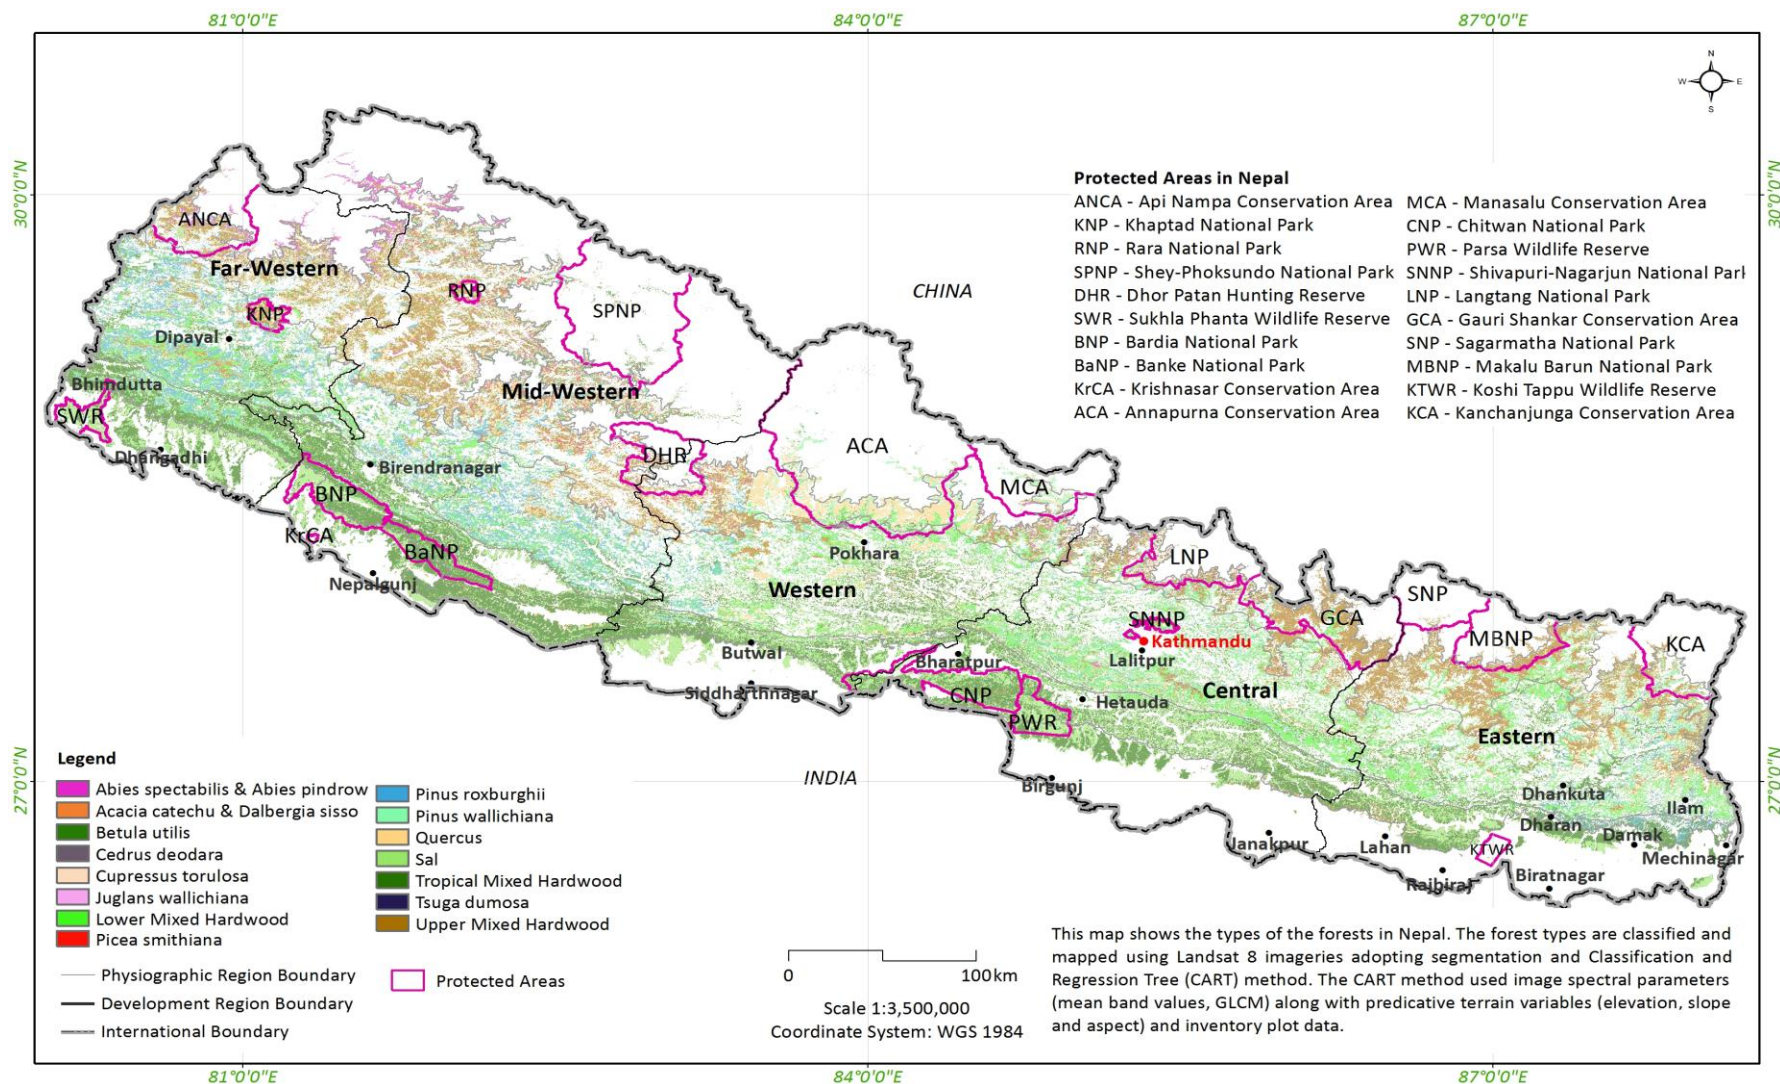 81°0'0"E
84°0'0"E
87°0'0"E
N
W
E
S
30°0'0"N
30°0'0"N
Protected Areas in Nepal
ANCA - Api Nampa Conservation Area
KNP - Khaptad National Park
RNP - Rara National Park
SPNP - Shey-Phoksundo National Park
DHR - Dhor Patan Hunting Reserve
SWR - Sukhla Phanta Wildlife Reserve
BNP - Bardia National Park
BaNP - Banke National Park
KrCA - Krishnasar Conservation Area
ACA - Annapurna Conservation Area
MCA - Manasalu Conservation Area
CNP - Chitwan National Park
PWR - Parsa Wildlife Reserve
SNNP - Shivapuri-Nagarjun National Park
LNP - Langtang National Park
GCA - Gauri Shankar Conservation Area
SNP - Sagarmatha National Park
MBNP - Makalu Barun National Park
KTWR - Koshi Tappu Wildlife Reserve
KCA - Kanchanjunga Conservation Area
ANCA
Far-Western
RNP
KNP
SPNP
CHINA
Dipayal
Bhimdutta
Mid-Western
SWR
Dhangadhi
Birendranagar
DHR
ACA
MCA
BNP
KrCA
BaNP
Nepalgunj
Pokhara
LNP
Western
SNP
SNNP
GCA
Kathmandu
MBNP
KCA
Butwal
Bharatpur
Lalitpur
Siddharthnagar
CNP
Hetauda
Central
PWR
Eastern
INDIA
Birgunj
Dhankuta
Ilam
Dharan
Janakpur
Lahan
KTWR
Damak
Mechinagar
Rajbiraj
Biratnagar
27°0'0"N
27°0'0"N
Legend
Abies spectabilis & Abies pindrow
Acacia catechu & Dalbergia sisso
Betula utilis
Cedrus deodara
Cupressus torulosa
Juglans wallichiana
Lower Mixed Hardwood
Picea smithiana
Pinus roxburghii
Pinus wallichiana
Quercus
Sal
Tropical Mixed Hardwood
Tsuga dumosa
Upper Mixed Hardwood
Physiographic Region Boundary
Development Region Boundary
International Boundary
Protected Areas
0
100 km
Scale 1:3,500,000
Coordinate System: WGS 1984
This map shows the types of the forests in Nepal. The forest types are classified and
mapped using Landsat 8 imageries adopting segmentation and Classification and
Regression Tree (CART) method. The CART method used image spectral parameters
(mean band values, GLCM) along with predicative terrain variables (elevation, slope
and aspect) and inventory plot data.
81°0'0"E
84°0'0"E
87°0'0"E